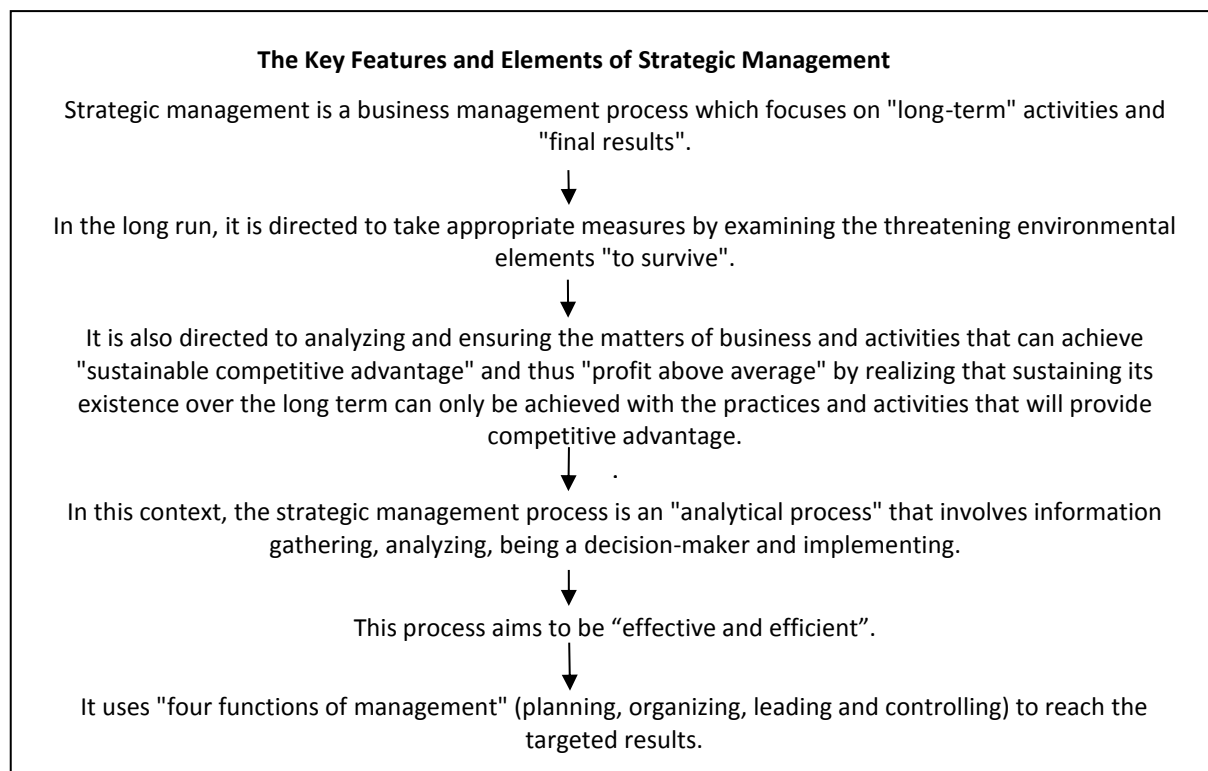 The Key Features and Elements of Strategic Management
Strategic management is a business management process which focuses on "long-term" activities and
"final results".
In the long run, it is directed to take appropriate measures by examining the threatening environmental
elements "to survive".
It is also directed to analyzing and ensuring the matters of business and activities that can achieve
"sustainable competitive advantage" and thus "profit above average" by realizing that sustaining its
existence over the long term can only be achieved with the practices and activities that will provide
competitive advantage.
.
In this context, the strategic management process is an "analytical process" that involves information
gathering, analyzing, being a decision-maker and implementing.
This process aims to be “effective and efficient”.
It uses "four functions of management" (planning, organizing, leading and controlling) to reach the
targeted results.